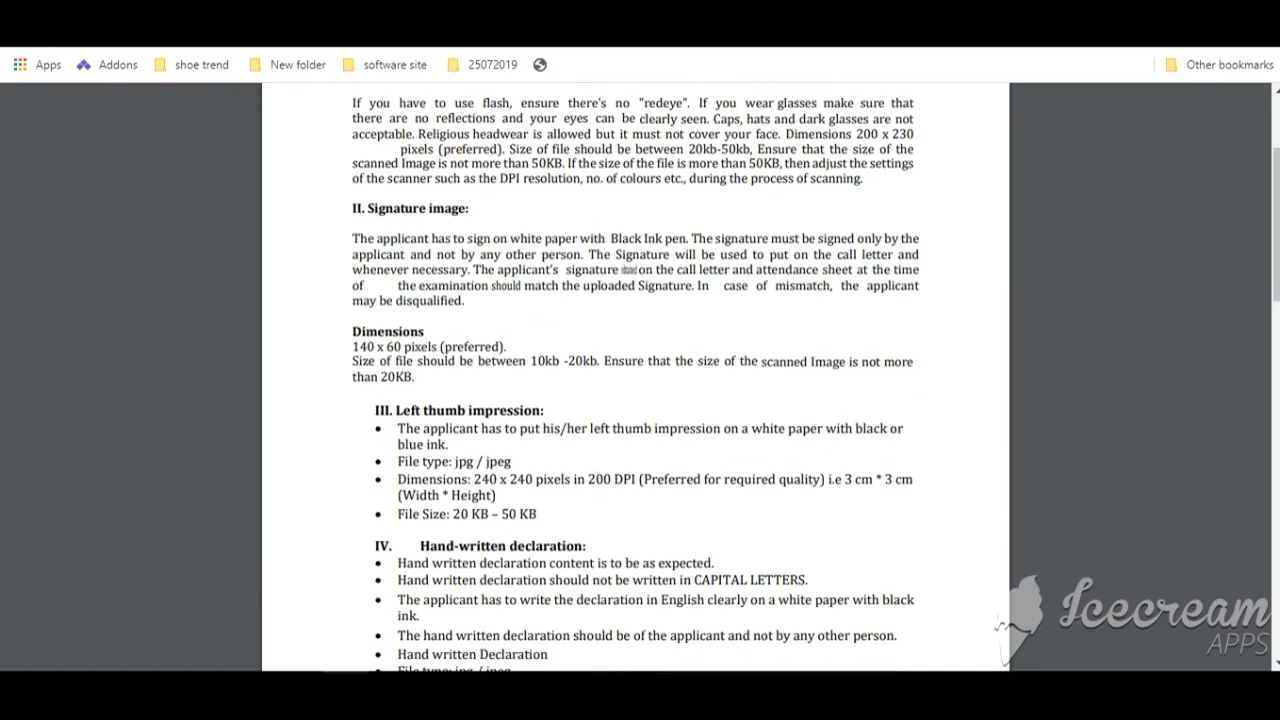 Apps Addons shoe trend New folder software site 25072019 Other bookmarks
If you have to use flash, ensure there's no "redeye". If you wear glasses make sure that
there are no reflections and your eyes can be clearly seen. Caps, hats and dark glasses are not
acceptable. Religious headwear is allowed but it must not cover your face. Dimensions 200 x 230
pixels (preferred). Size of file should be between 20kb-50kb, Ensure that the size of the
scanned Image is not more than 50KB. If the size of the file is more than 50KB, then adjust the settings
of the scanner such as the DPI resolution, no. of colours etc., during the process of scanning.
II. Signature image:
The applicant has to sign on white paper with Black Ink pen. The signature must be signed only by the
applicant and not by any other person. The Signature will be used to put on the call letter and
whenever necessary. The applicant's signature on the call letter and attendance sheet at the time
of the examination should match the uploaded Signature. In case of mismatch, the applicant
may be disqualified.
Dimensions
140 x 60 pixels (preferred).
Size of file should be between 10kb -20kb. Ensure that the size of the scanned Image is not more
than 20KB.
III. Left thumb impression:
• The applicant has to put his/her left thumb impression on a white paper with black or
blue ink.
• File type: jpg / jpeg
• Dimensions: 240 x 240 pixels in 200 DPI (Preferred for required quality) i.e 3 cm * 3 cm
(Width * Height)
• File Size: 20 KB – 50 KB
IV. Hand-written declaration:
• Hand written declaration content is to be as expected.
• Hand written declaration should not be written in CAPITAL LETTERS.
• The applicant has to write the declaration in English clearly on a white paper with black
ink.
• The hand written declaration should be of the applicant and not by any other person.
• Hand written Declaration
• File type: jpg / jpeg
Icecream
APPS